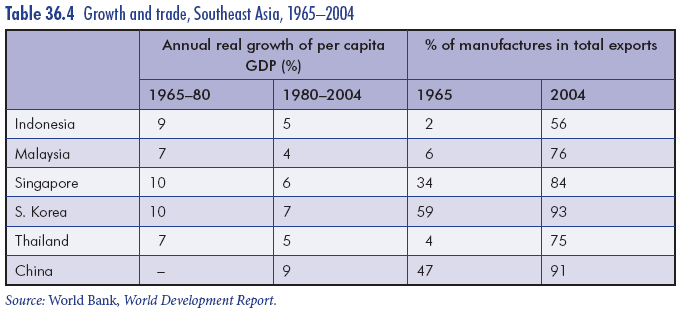 Table 36.4 Growth and trade, Southeast Asia, 1965–2004
Annual real growth of per capita GDP (%) % of manufactures in total exports
1965–80 1980–2004 1965 2004
Indonesia 9 5 2 56
Malaysia 7 4 6 76
Singapore 10 6 34 84
S. Korea 10 7 59 93
Thailand 7 5 4 75
China – 9 47 91
Source: World Bank, World Development Report.